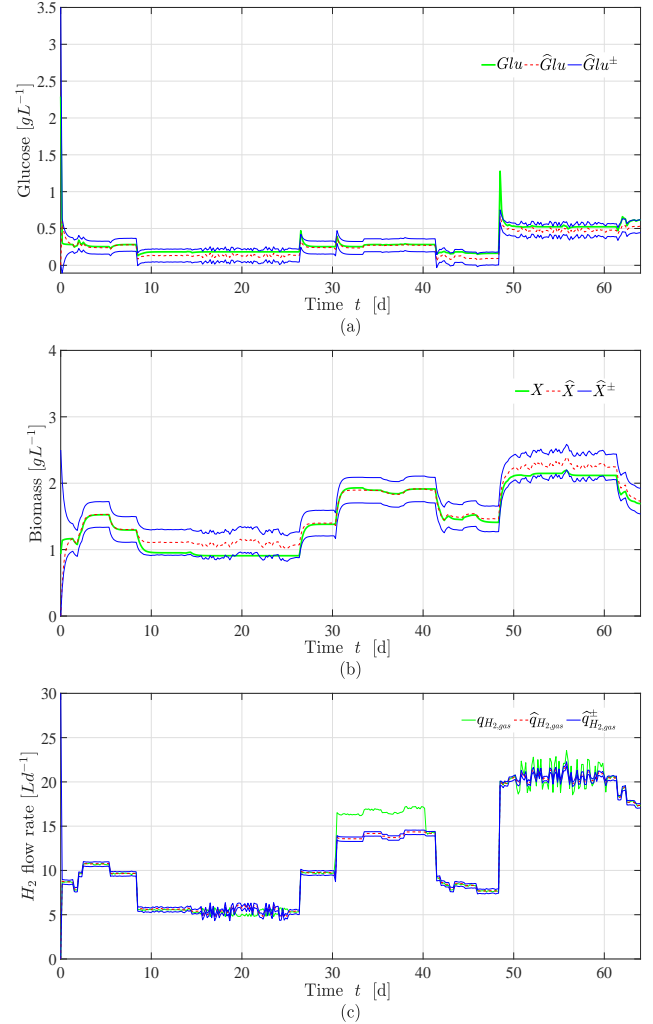 3.5
3
2.5
2
1.5
1
0.5
0
Glucose [gL⁻¹]
Glu Ĝlu Ĝlu±
0 10 20 30 40 50 60
Time t [d]
(a)
4
3
2
1
0
Biomass [gL⁻¹]
X X̂ X̂±
0 10 20 30 40 50 60
Time t [d]
(b)
30
25
20
15
10
5
0
H₂ flow rate [Ld⁻¹]
q_{H₂,gas} q̂_{H₂,gas} q̂±_{H₂,gas}
0 10 20 30 40 50 60
Time t [d]
(c)